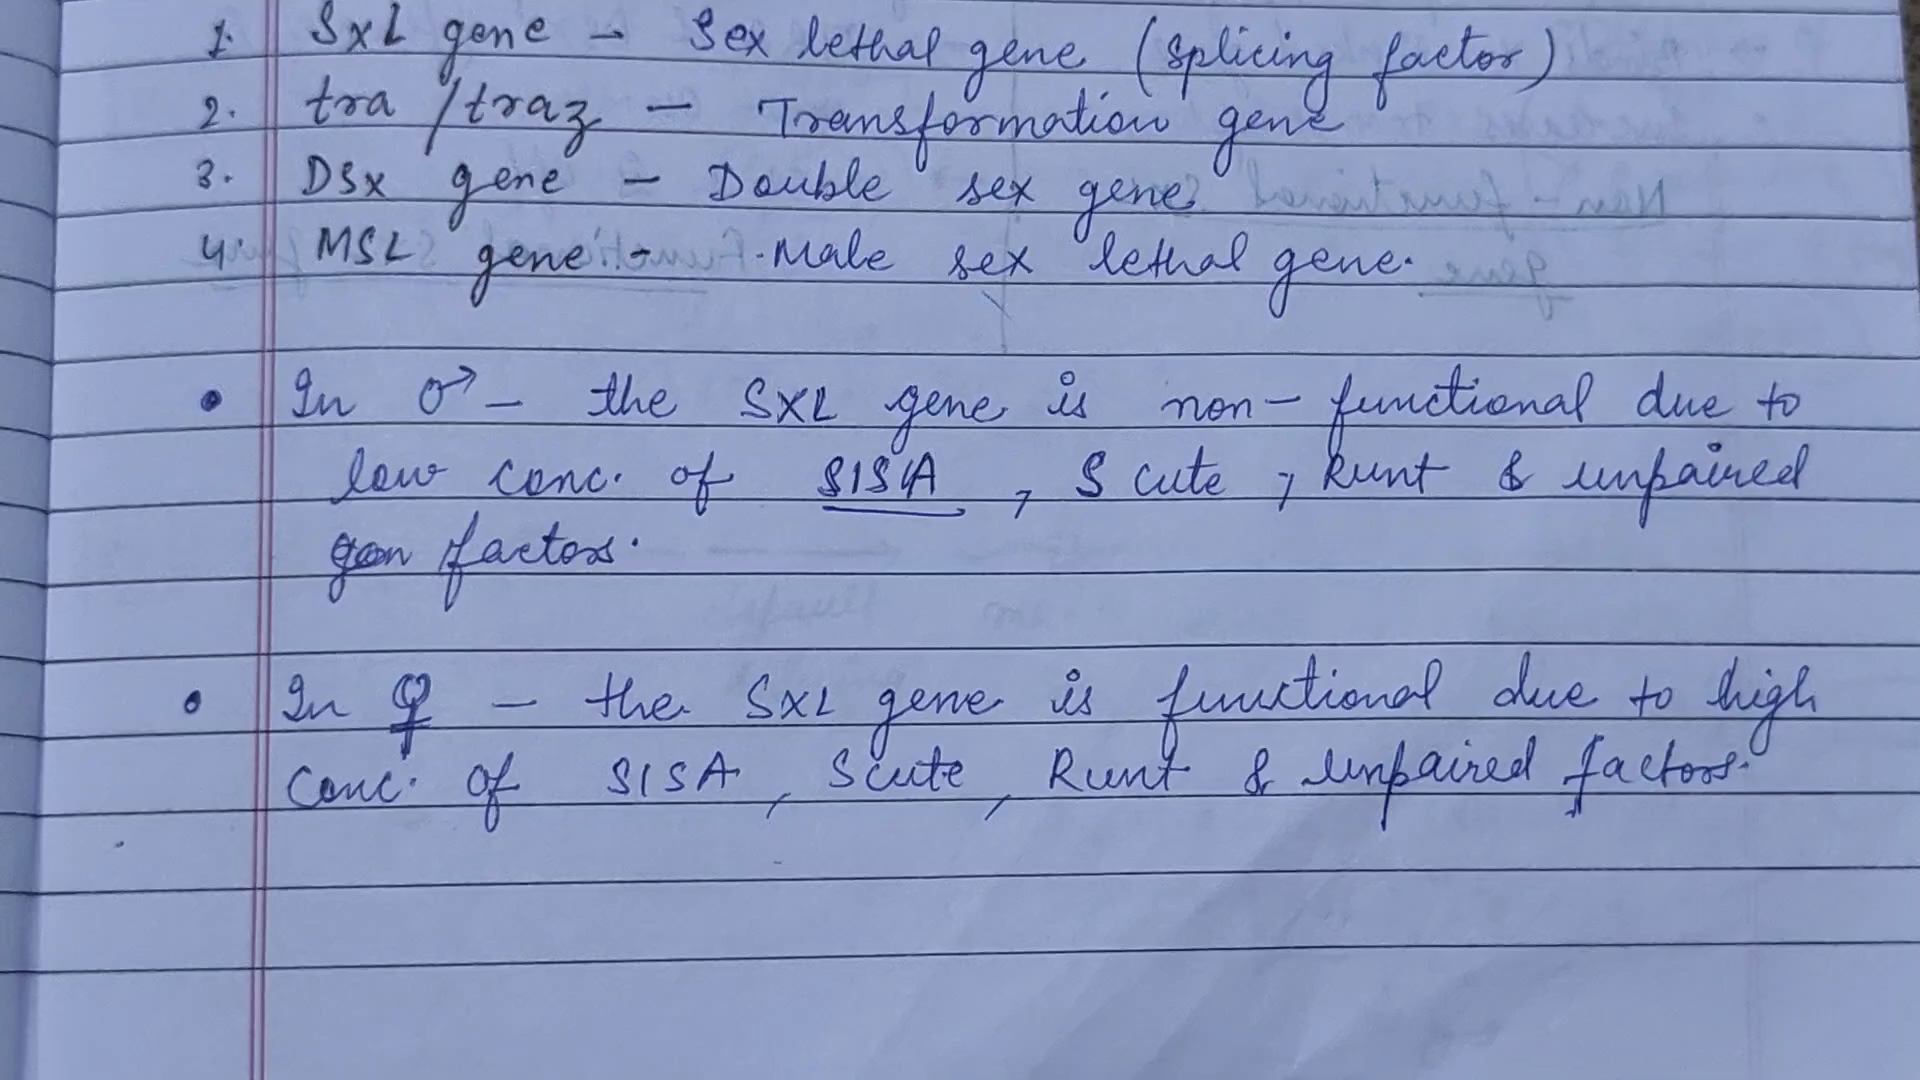 1. SxL gene - Sex lethal gene (splicing factor)
2. tra / traz - Transformation gene
3. DSx gene - Double sex gene
4. MSL gene - Male sex lethal gene.
• In ♂ - the SXL gene is non-functional due to
low conc. of SISA, Scute, Runt & unpaired
factors.
• In ♀ - the SXL gene is functional due to high
conc. of SISA, Scute, Runt & unpaired factors.